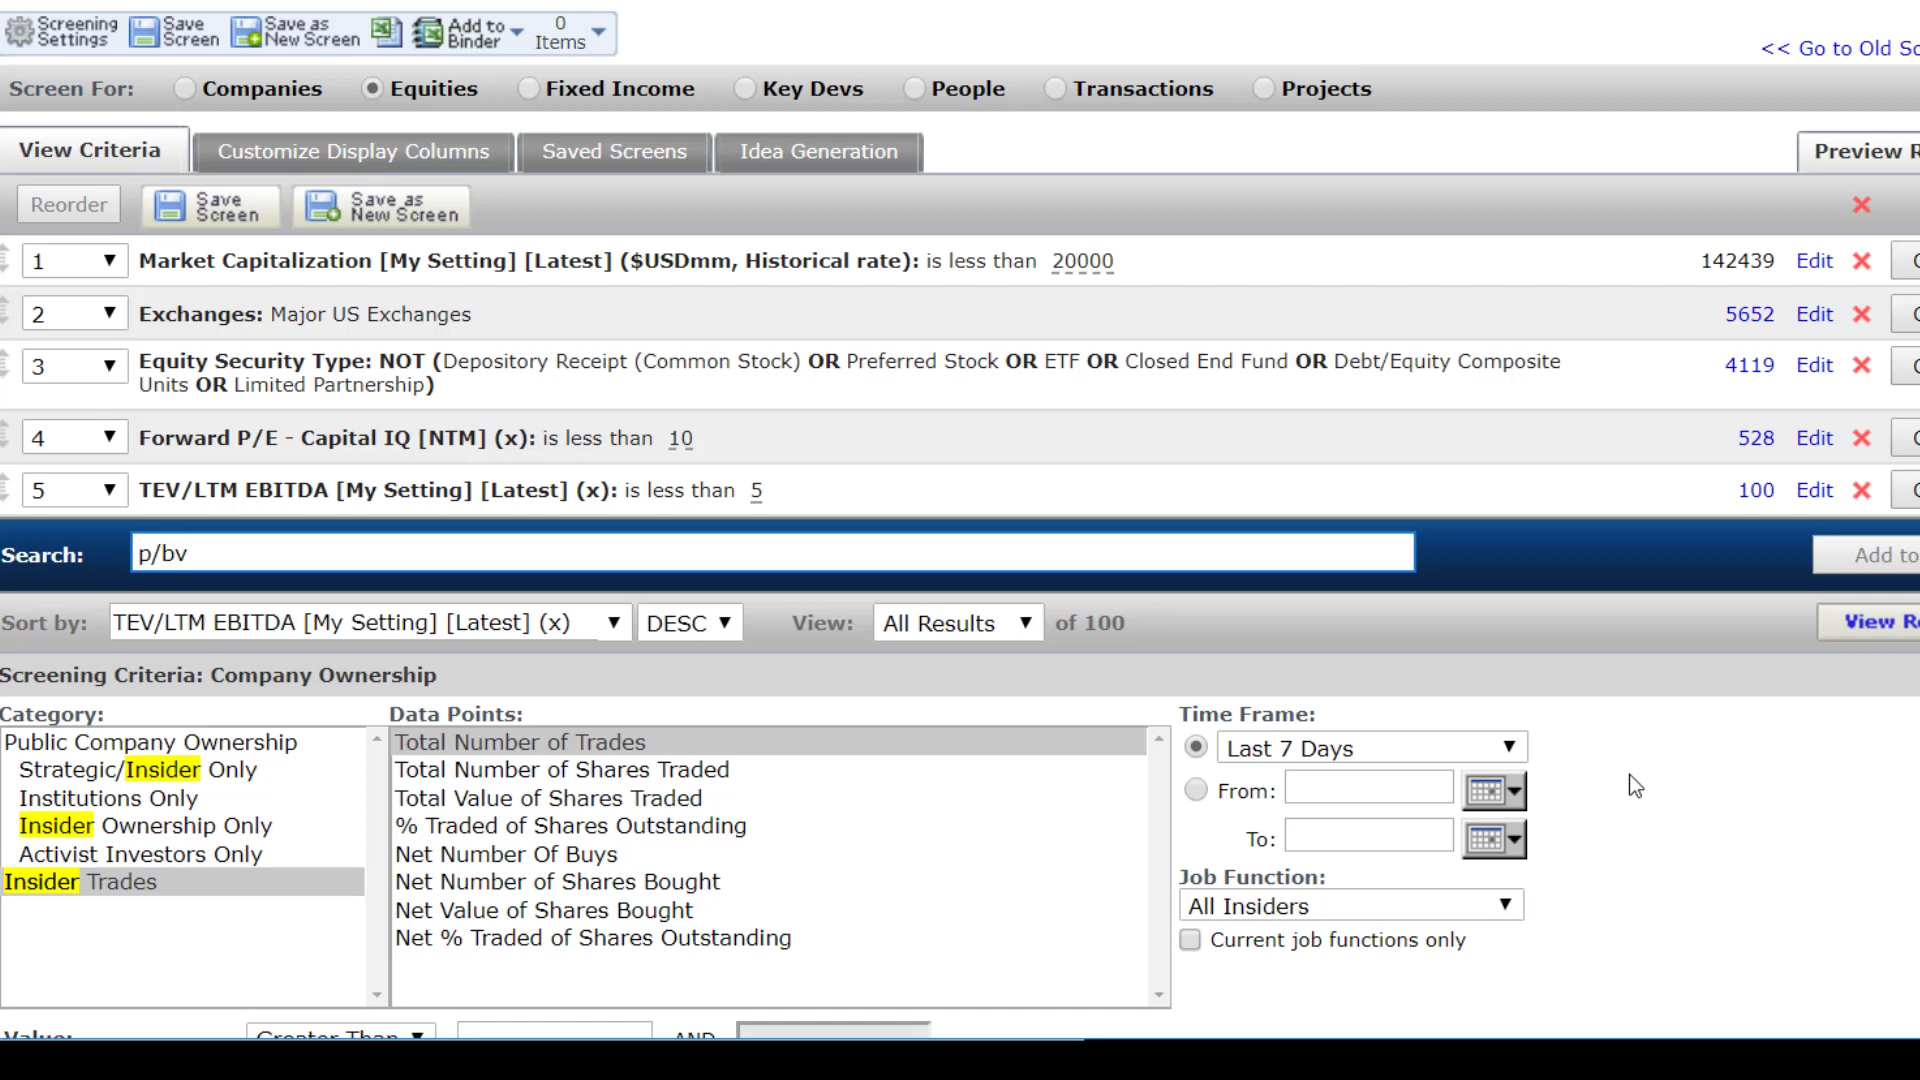 Screening Settings
Save Screen
Save as New Screen
Add to Binder
0 Items
<< Go to Old Sc
Screen For:
Companies
Equities
Fixed Income
Key Devs
People
Transactions
Projects
View Criteria
Customize Display Columns
Saved Screens
Idea Generation
Preview R
Reorder
Save Screen
Save as New Screen
1 Market Capitalization [My Setting] [Latest] ($USDmm, Historical rate): is less than 20000 142439 Edit
2 Exchanges: Major US Exchanges 5652 Edit
3 Equity Security Type: NOT (Depository Receipt (Common Stock) OR Preferred Stock OR ETF OR Closed End Fund OR Debt/Equity Composite 4119 Edit
Units OR Limited Partnership)
4 Forward P/E - Capital IQ [NTM] (x): is less than 10 528 Edit
5 TEV/LTM EBITDA [My Setting] [Latest] (x): is less than 5 100 Edit
Search: p/bv Add to
Sort by: TEV/LTM EBITDA [My Setting] [Latest] (x) DESC View: All Results of 100 View Re
Screening Criteria: Company Ownership
Category:
Public Company Ownership
Strategic/Insider Only
Institutions Only
Insider Ownership Only
Activist Investors Only
Insider Trades
Data Points:
Total Number of Trades
Total Number of Shares Traded
Total Value of Shares Traded
% Traded of Shares Outstanding
Net Number Of Buys
Net Number of Shares Bought
Net Value of Shares Bought
Net % Traded of Shares Outstanding
Time Frame:
Last 7 Days
From:
To:
Job Function:
All Insiders
Current job functions only
Value: Greater Than AND